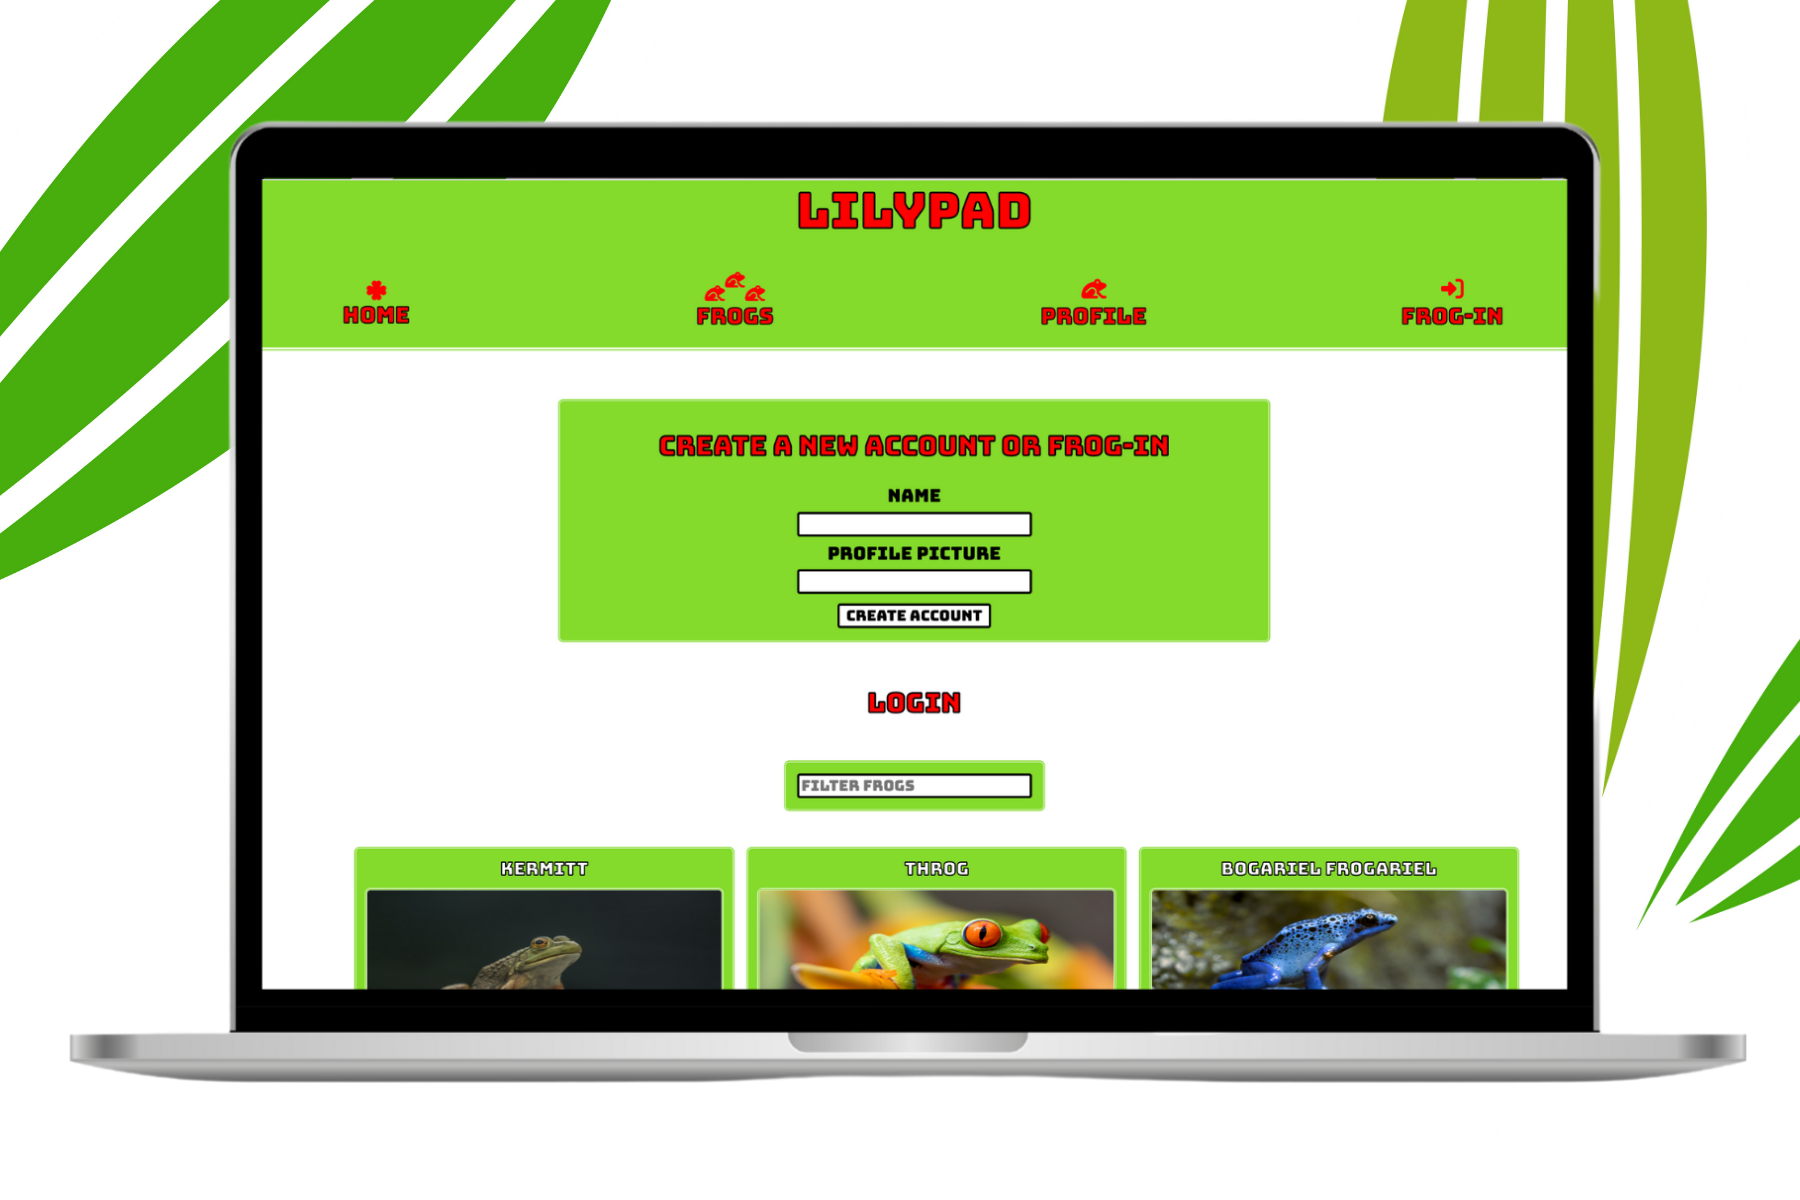 LILYPAD
HOME
FROGS
PROFILE
FROG-IN
CREATE A NEW ACCOUNT OR FROG-IN
NAME
PROFILE PICTURE
CREATE ACCOUNT
LOGIN
FILTER FROGS
KERMITT
THROG
BOGARIEL FROGARIEL